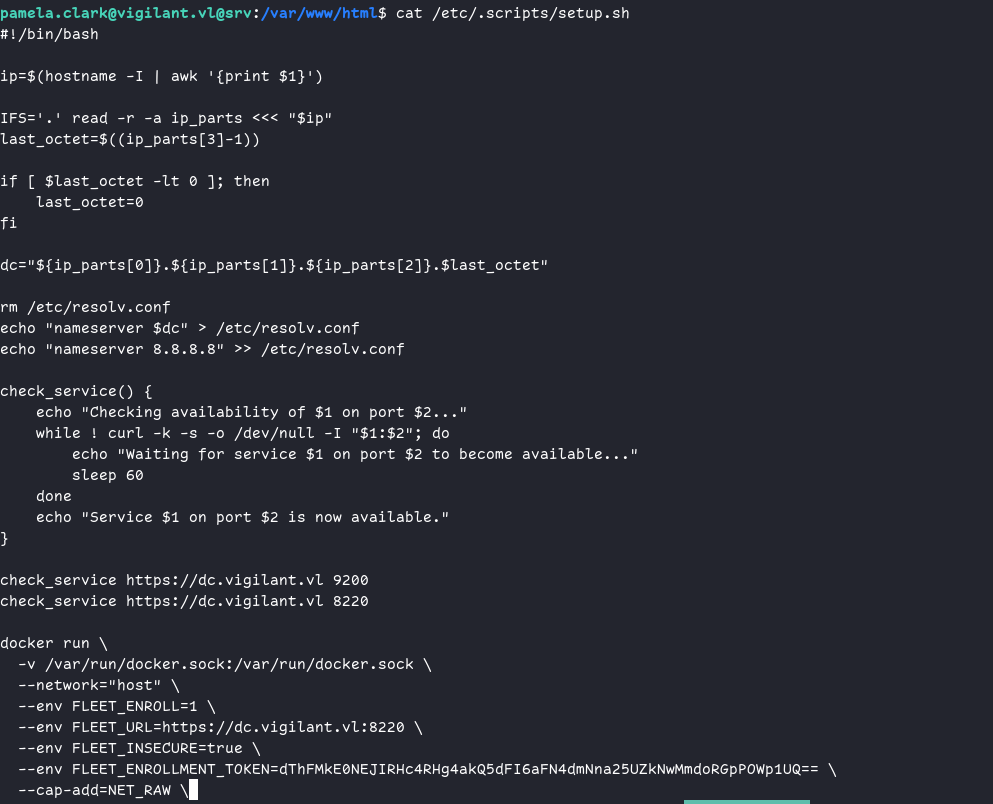 pamela.clark@vigilant.vl@srv:/var/www/html$ cat /etc/.scripts/setup.sh
#!/bin/bash
ip=$(hostname -I | awk '{print $1}')
IFS='.' read -r -a ip_parts <<< "$ip"
last_octet=$((ip_parts[3]-1))
if [ $last_octet -lt 0 ]; then
    last_octet=0
fi
dc="${ip_parts[0]}.${ip_parts[1]}.${ip_parts[2]}.$last_octet"
rm /etc/resolv.conf
echo "nameserver $dc" > /etc/resolv.conf
echo "nameserver 8.8.8.8" >> /etc/resolv.conf
check_service() {
    echo "Checking availability of $1 on port $2..."
    while ! curl -k -s -o /dev/null -I "$1:$2"; do
        echo "Waiting for service $1 on port $2 to become available..."
        sleep 60
    done
    echo "Service $1 on port $2 is now available."
}
check_service https://dc.vigilant.vl 9200
check_service https://dc.vigilant.vl 8220
docker run \
  -v /var/run/docker.sock:/var/run/docker.sock \
  --network="host" \
  --env FLEET_ENROLL=1 \
  --env FLEET_URL=https://dc.vigilant.vl:8220 \
  --env FLEET_INSECURE=true \
  --env FLEET_ENROLLMENT_TOKEN=dThFMkE0NEJIRHc4RHg4akQ5dFI6aFN4dmNna25UZkNwMmdoRGpPOWp1UQ== \
  --cap-add=NET_RAW \